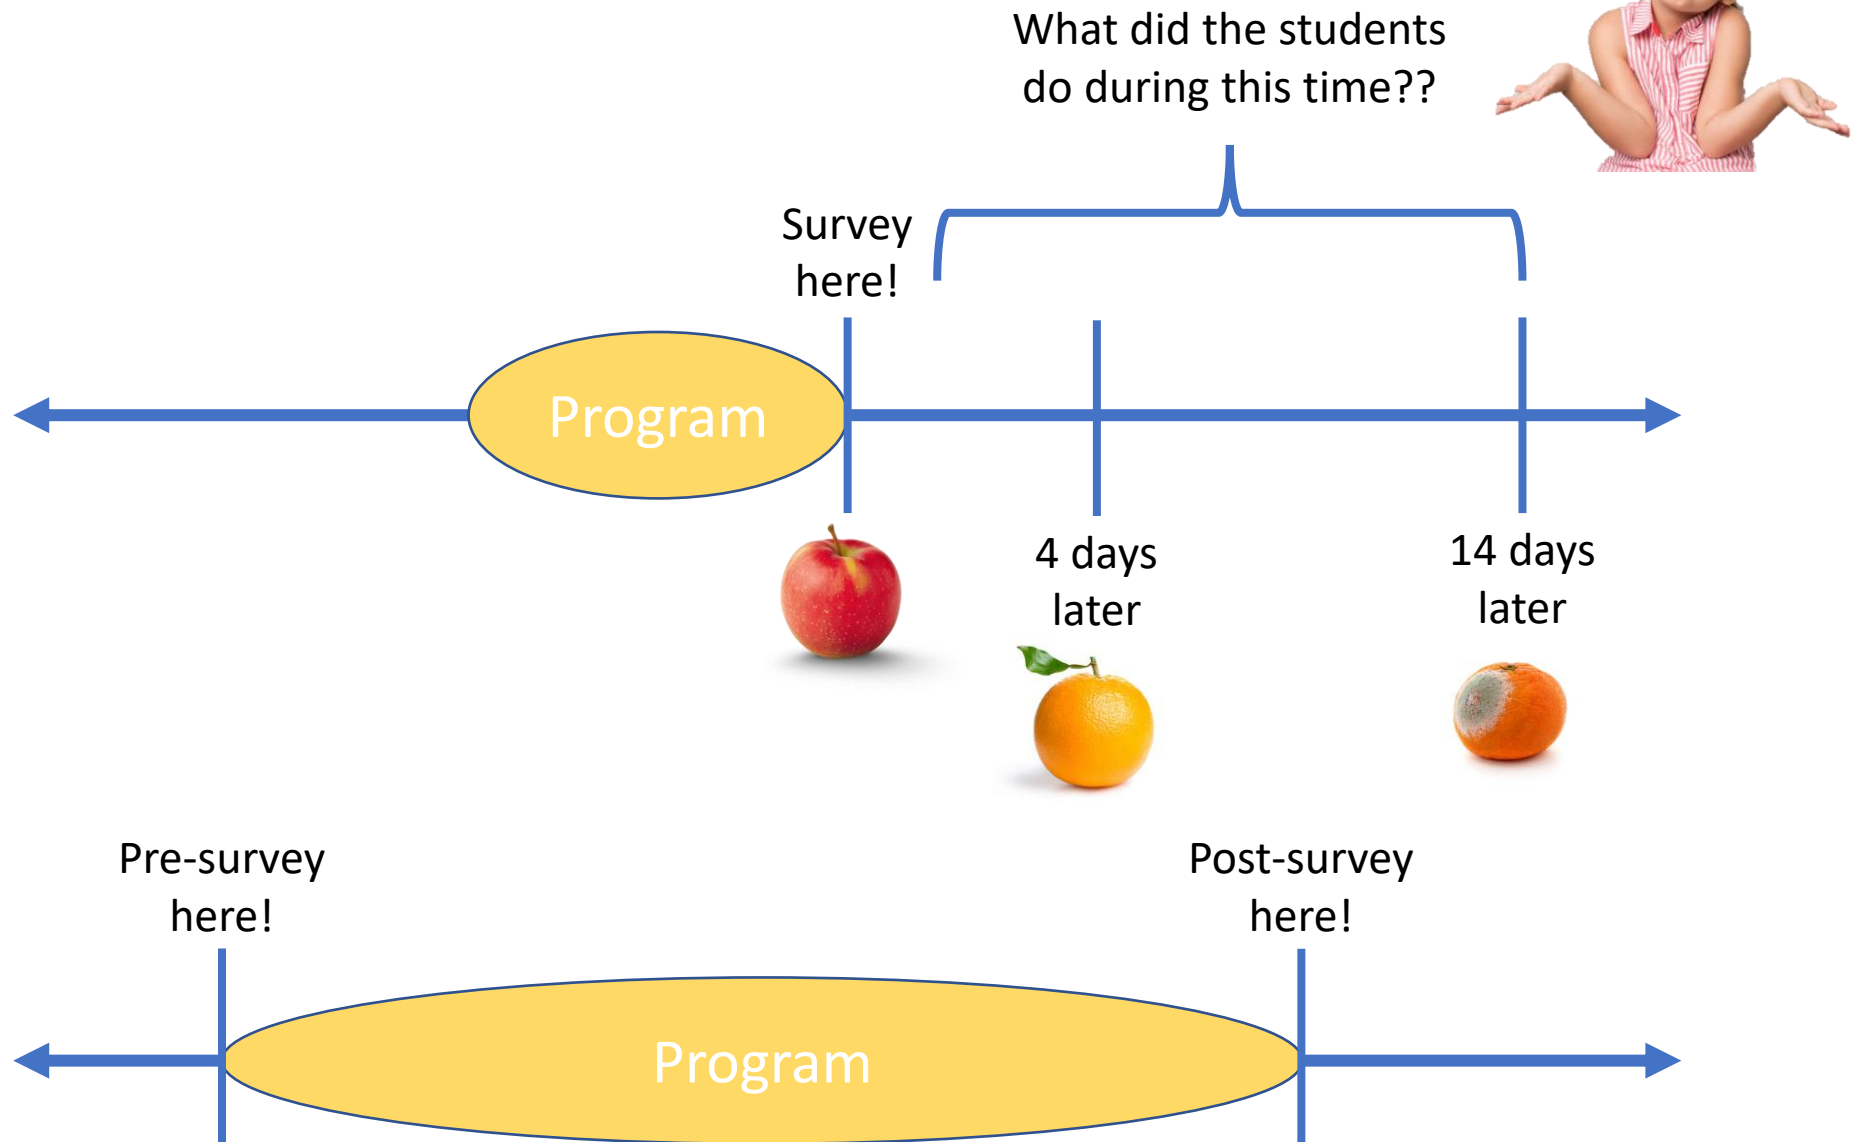 What did the students
do during this time??
Survey
here!
Program
4 days
later
14 days
later
Pre-survey
here!
Post-survey
here!
Program